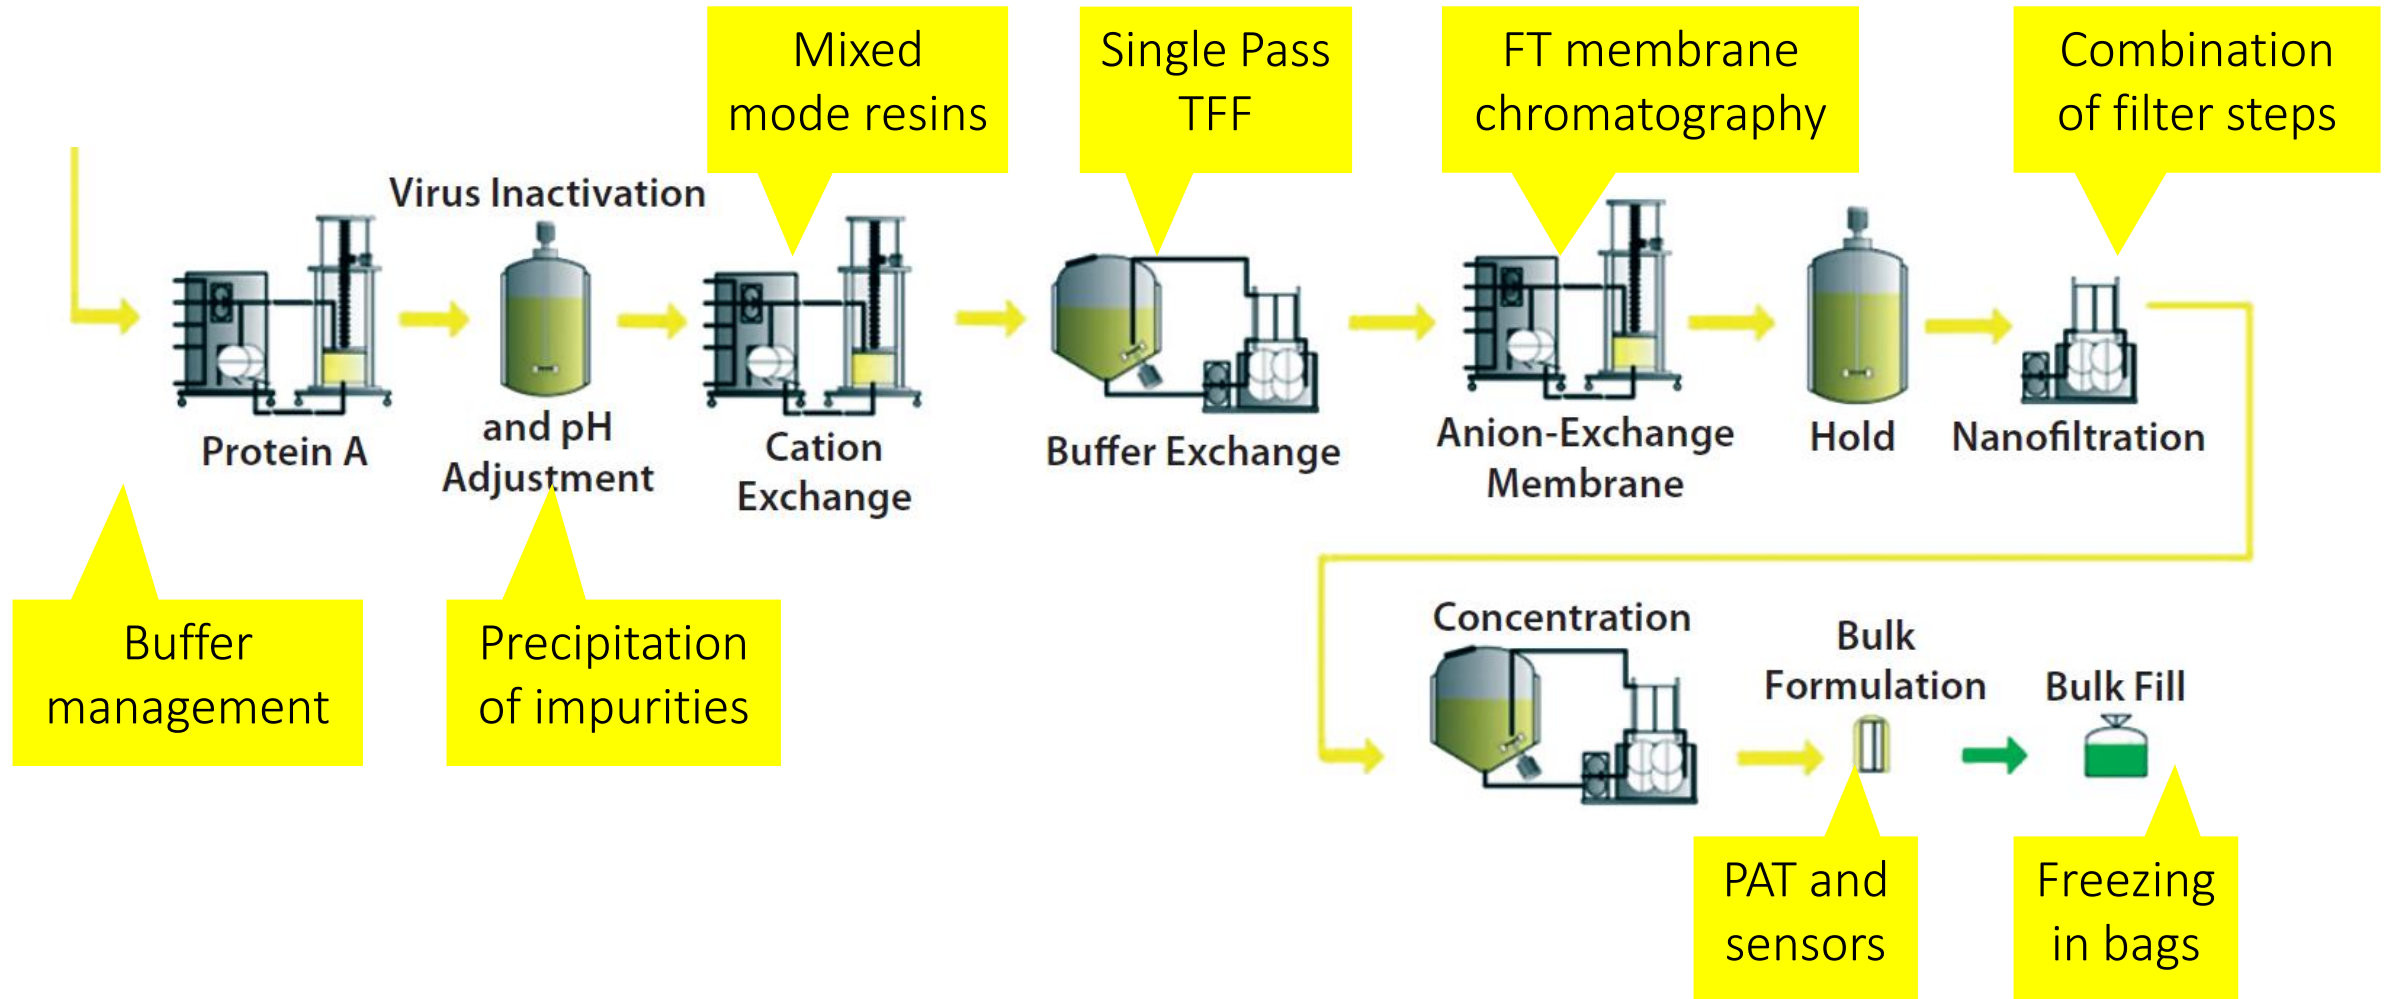 Mixed
mode resins
Single Pass
TFF
FT membrane
chromatography
Combination
of filter steps
Virus Inactivation
and pH
Adjustment
Protein A
Cation
Exchange
Buffer Exchange
Anion-Exchange
Membrane
Hold
Nanofiltration
Buffer
management
Precipitation
of impurities
Concentration
Bulk
Formulation
Bulk Fill
PAT and
sensors
Freezing
in bags